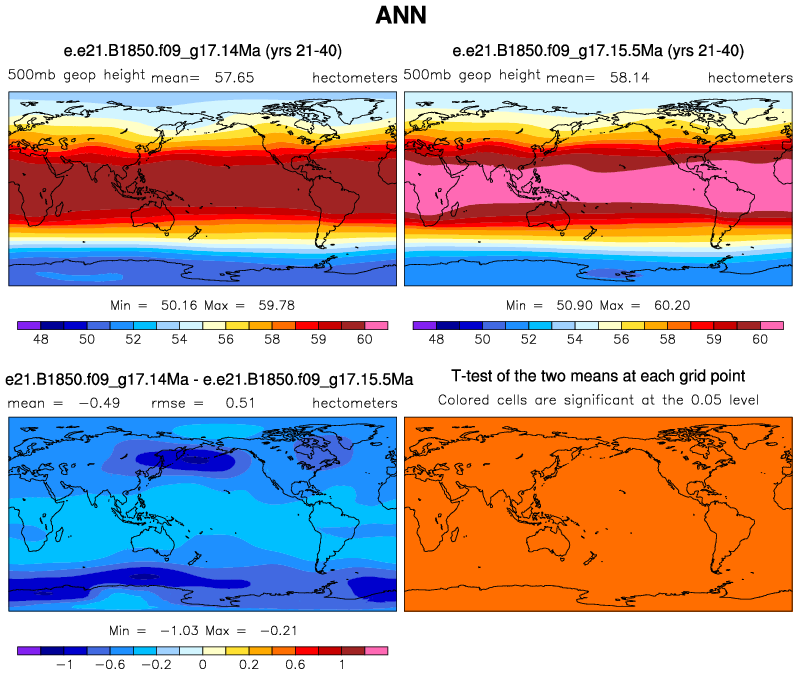 ANN
e.e21.B1850.f09_g17.14Ma (yrs 21-40)
500mb geop height mean= 57.65 hectometers
Min = 50.16 Max = 59.78
48 50 52 54 56 58 59 60
e.e21.B1850.f09_g17.15.5Ma (yrs 21-40)
500mb geop height mean= 58.14 hectometers
Min = 50.90 Max = 60.20
48 50 52 54 56 58 59 60
e21.B1850.f09_g17.14Ma - e.e21.B1850.f09_g17.15.5Ma
mean = -0.49 rmse = 0.51 hectometers
Min = -1.03 Max = -0.21
-1 -0.6 -0.2 0 0.2 0.6 1
T-test of the two means at each grid point
Colored cells are significant at the 0.05 level